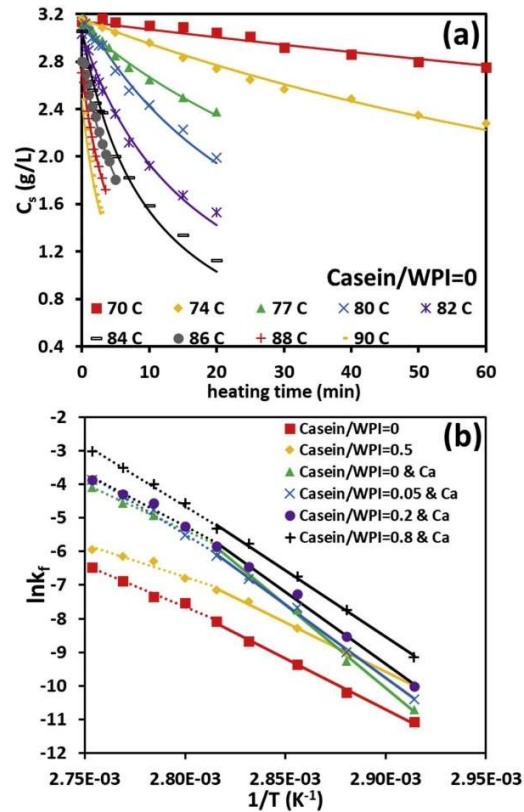 3.2
(a)
2.8
2.4
2.0
1.6
1.2
0.8
0.4
Cs (g/L)
Casein/WPI=0
70 C
74 C
77 C
80 C
82 C
84 C
86 C
88 C
90 C
0 10 20 30 40 50 60
heating time (min)
-2
(b)
-3
-4
-5
-6
-7
-8
-9
-10
-11
-12
lnkf
Casein/WPI=0
Casein/WPI=0.5
Casein/WPI=0 & Ca
Casein/WPI=0.05 & Ca
Casein/WPI=0.2 & Ca
Casein/WPI=0.8 & Ca
2.75E-03 2.80E-03 2.85E-03 2.90E-03 2.95E-03
1/T (K-1)